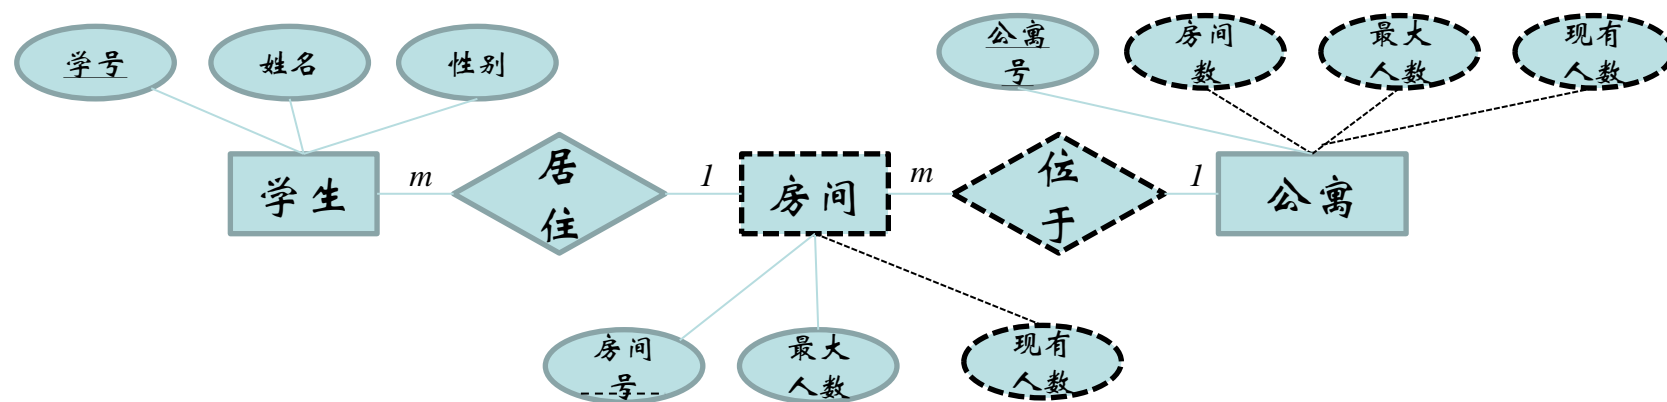 学号
姓名
性别
公寓
号
房间
数
最大
人数
现有
人数
学生
m
居
住
1
房间
m
位
于
1
公寓
房间
号
最大
人数
现有
人数